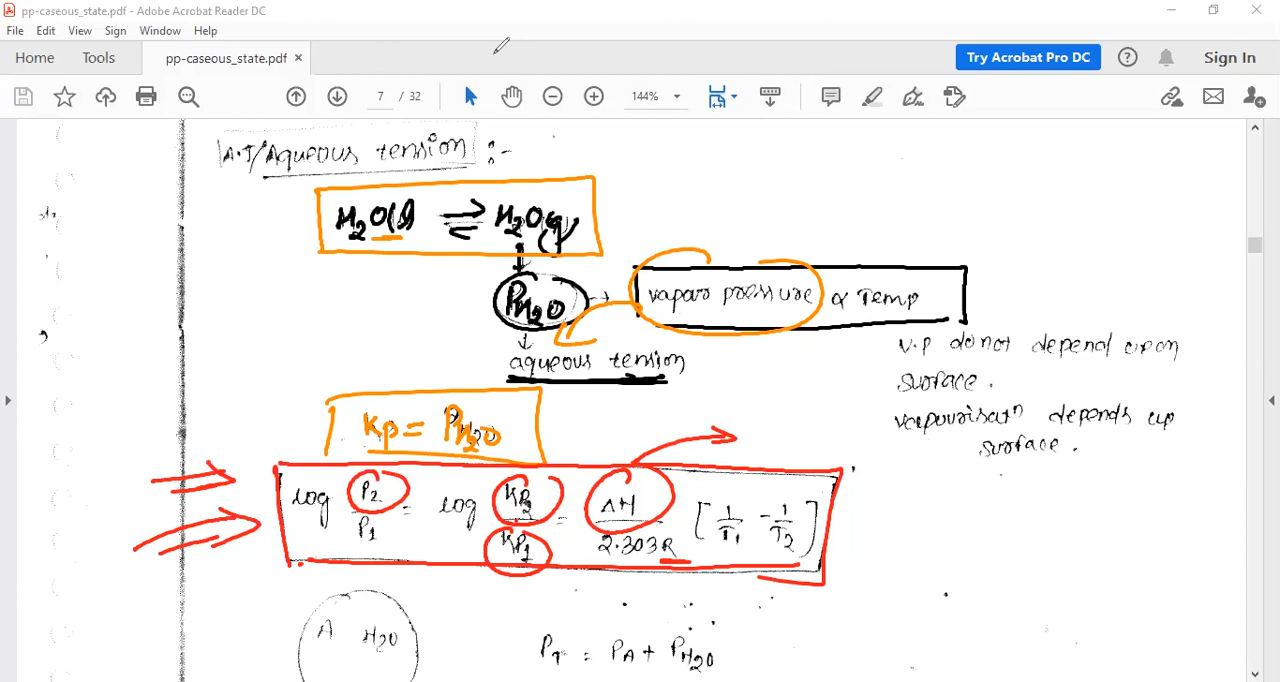 pp-caseous_state.pdf - Adobe Acrobat Reader DC
File Edit View Sign Window Help
Home Tools pp-caseous_state.pdf × Try Acrobat Pro DC Sign In
7 / 32 144%
A.T/Aqueous tension :-
H₂O(l) ⇌ H₂O(g)
↓
PH₂O → vapour pressure ∝ Temp
↓
aqueous tension
V.P do not depend upon
surface.
vapourisatⁿ depends up
surface.
Kp = PH₂O
log P₂/P₁ = log KP₂/KP₁ = ΔH/2.303R [1/T₁ - 1/T₂]
A H₂O
PT = PA + PH₂O